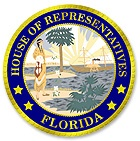 HOUSE OF REPRESENTATIVES
FLORIDA